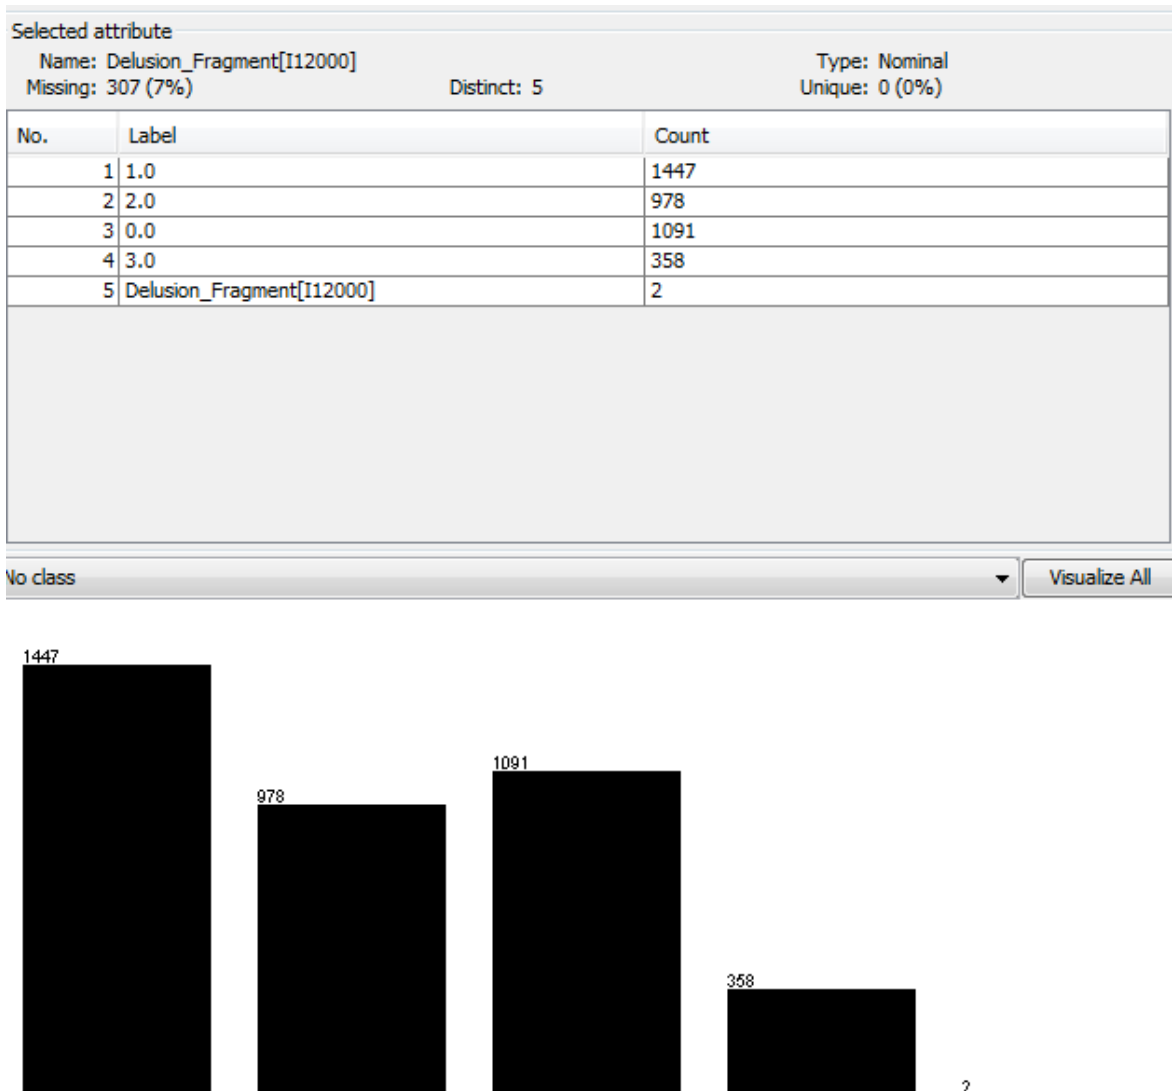 Selected attribute
Name: Delusion_Fragment[I12000] Type: Nominal
Missing: 307 (7%) Distinct: 5 Unique: 0 (0%)
No. Label Count
1 1.0 1447
2 2.0 978
3 0.0 1091
4 3.0 358
5 Delusion_Fragment[I12000] 2
No class Visualize All
1447
1091
978
358
2